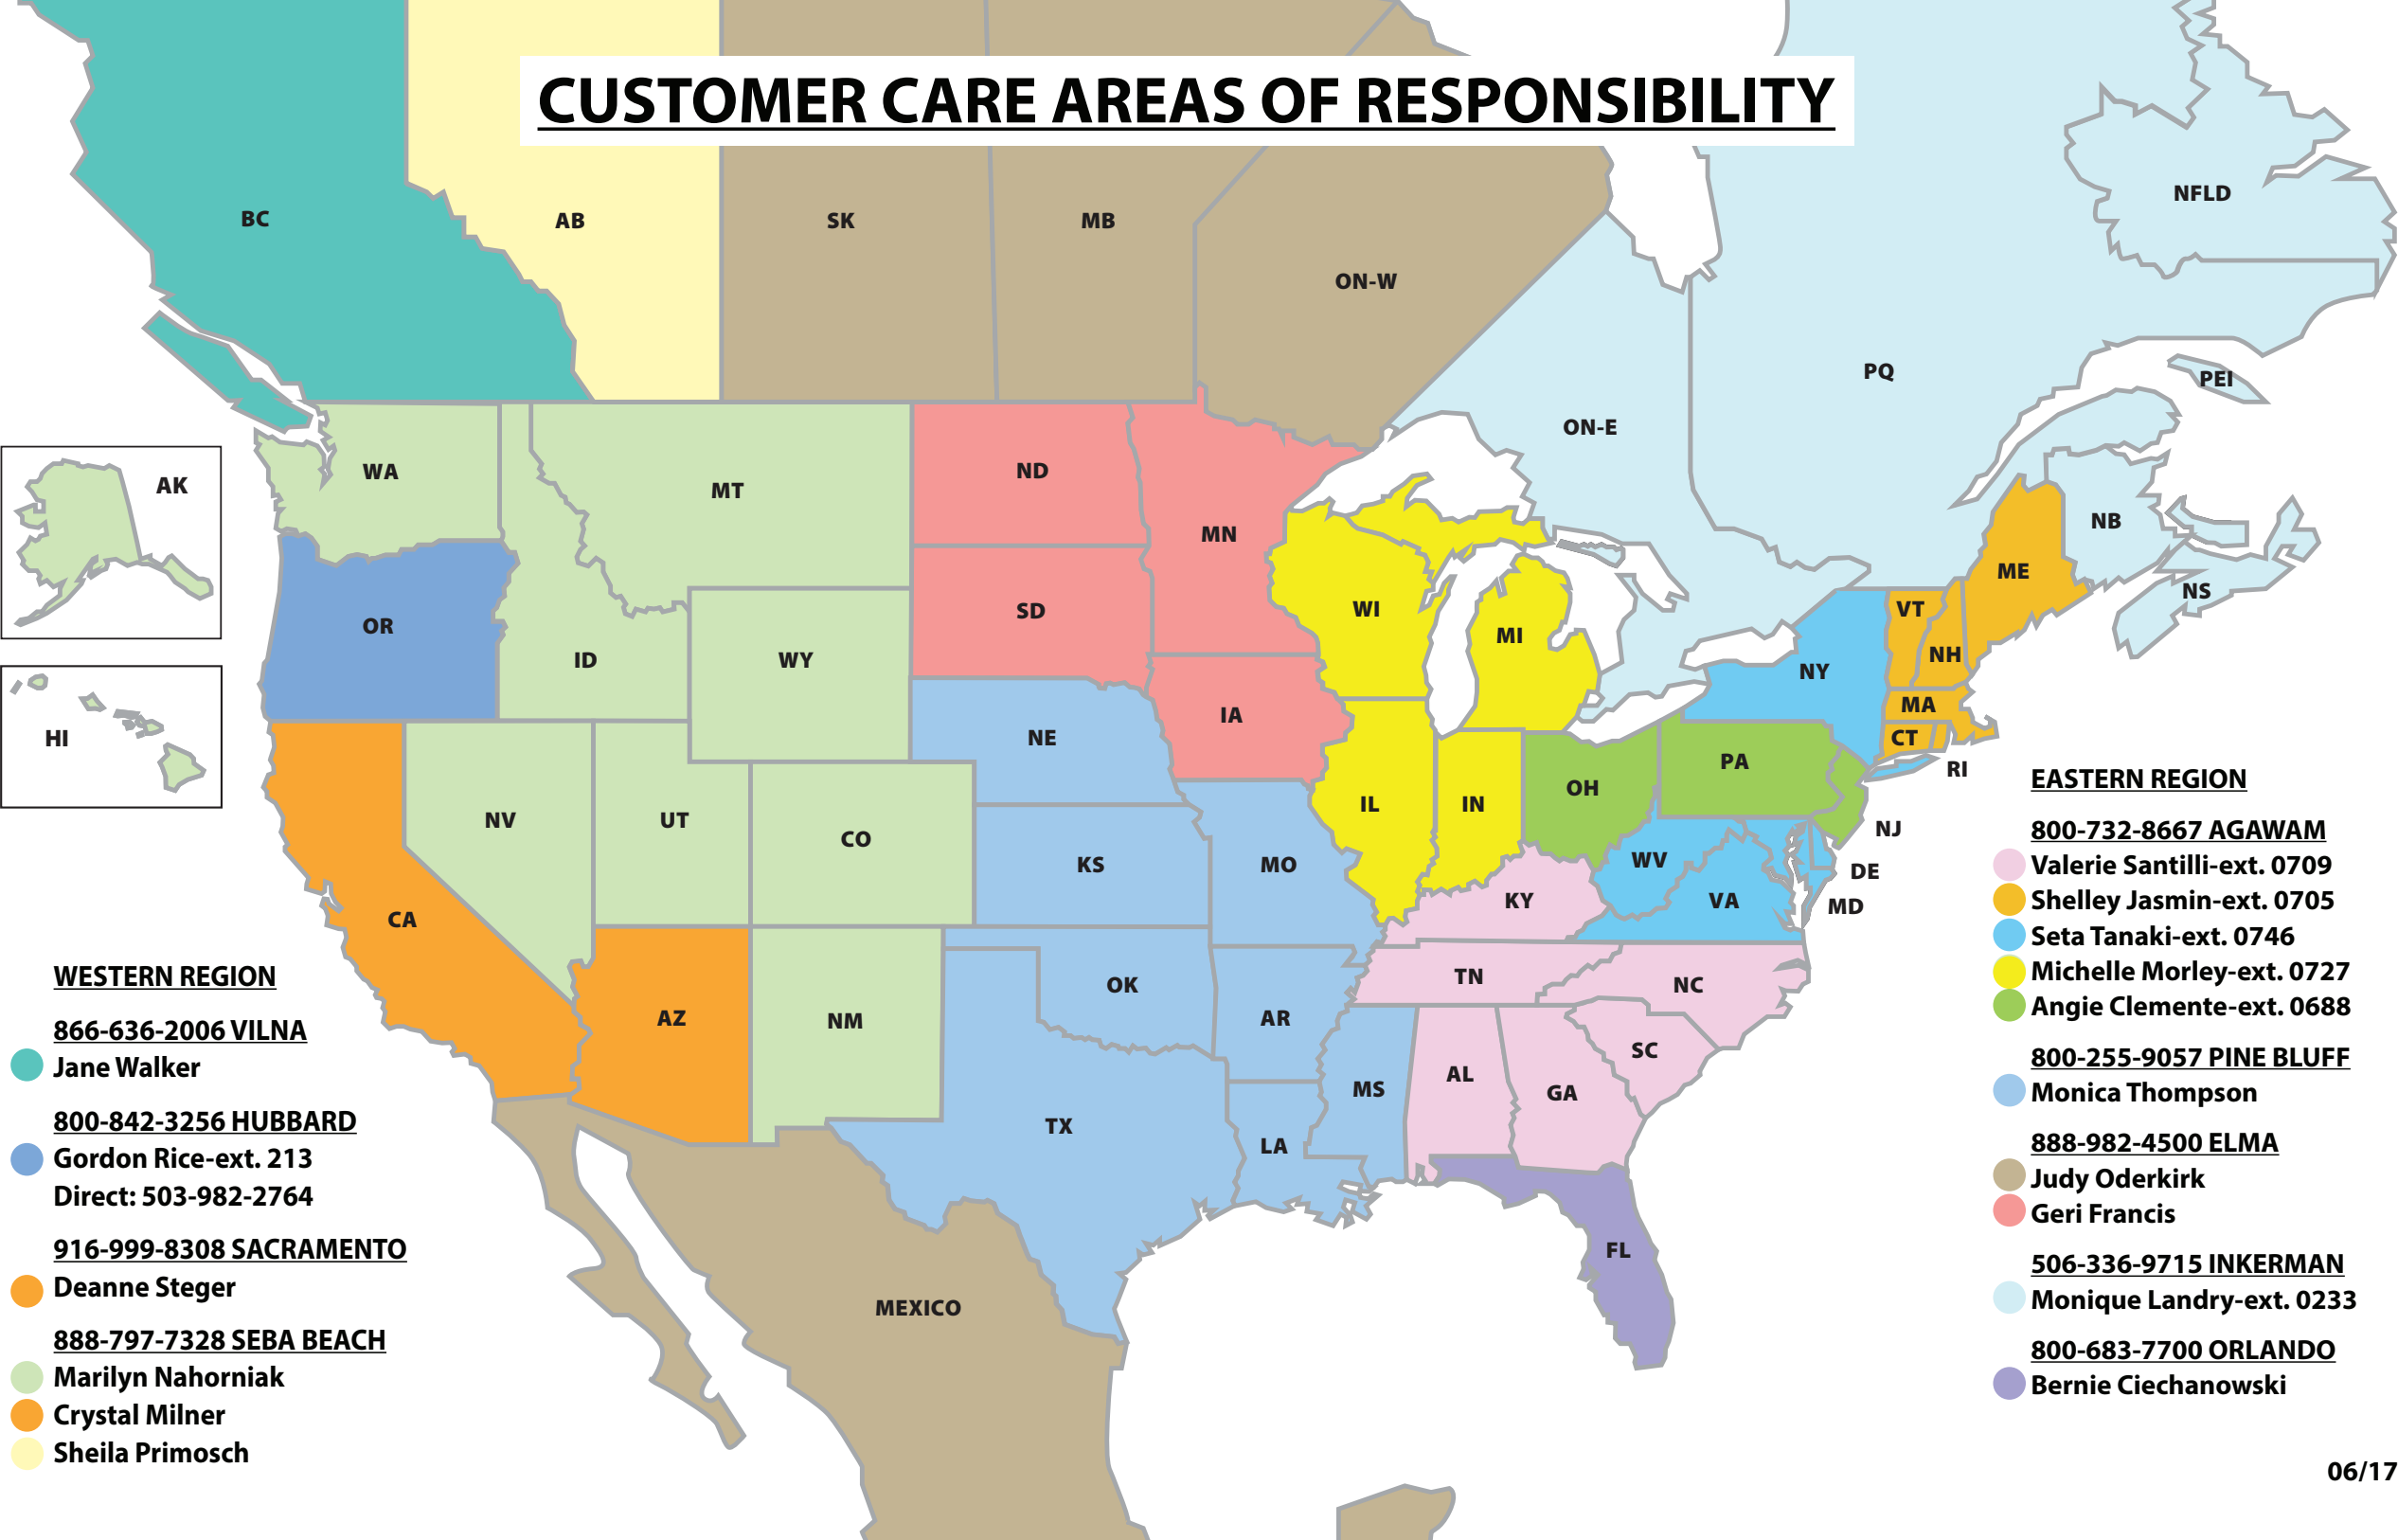 CUSTOMER CARE AREAS OF RESPONSIBILITY
BC
AB
SK
MB
ON-W
ON-E
PQ
NFLD
PEI
NB
NS
AK
HI
WA
MT
ND
MN
OR
ID
WY
SD
WI
MI
NY
VT
NH
ME
MA
CT
RI
IA
NE
NV
UT
CO
KS
MO
IL
IN
OH
PA
NJ
DE
MD
WV
VA
KY
CA
AZ
NM
OK
AR
TN
NC
SC
MS
AL
GA
TX
LA
FL
MEXICO
WESTERN REGION
866-636-2006 VILNA
Jane Walker
800-842-3256 HUBBARD
Gordon Rice-ext. 213
Direct: 503-982-2764
916-999-8308 SACRAMENTO
Deanne Steger
888-797-7328 SEBA BEACH
Marilyn Nahorniak
Crystal Milner
Sheila Primosch
EASTERN REGION
800-732-8667 AGAWAM
Valerie Santilli-ext. 0709
Shelley Jasmin-ext. 0705
Seta Tanaki-ext. 0746
Michelle Morley-ext. 0727
Angie Clemente-ext. 0688
800-255-9057 PINE BLUFF
Monica Thompson
888-982-4500 ELMA
Judy Oderkirk
Geri Francis
506-336-9715 INKERMAN
Monique Landry-ext. 0233
800-683-7700 ORLANDO
Bernie Ciechanowski
06/17